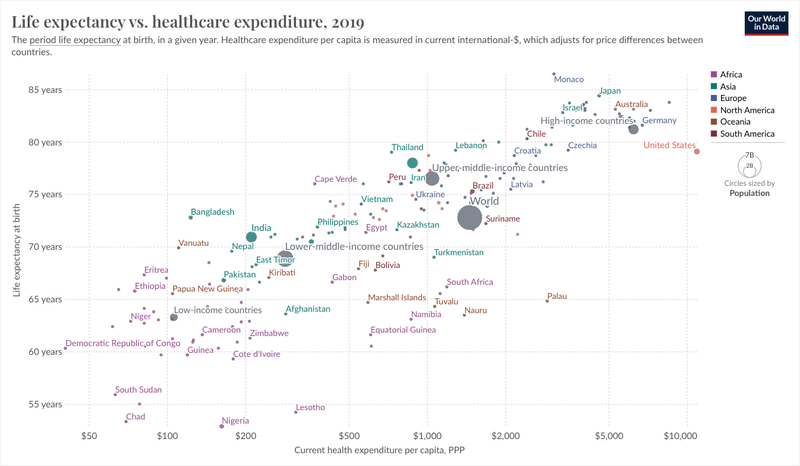 Life expectancy vs. healthcare expenditure, 2019
Our World
in Data
The period life expectancy at birth, in a given year. Healthcare expenditure per capita is measured in current international-$, which adjusts for price differences between
countries.
Monaco
Africa
85 years
Japan
Asia
Israel
Australia
Europe
High-income countries
Germany
North America
80 years
Chile
Oceania
Thailand
Lebanon
United States
South America
Croatia
Czechia
7B
Upper-middle-income countries
2B
Cape Verde
Peru
Iran
Circles sized by
75 years
Brazil
Latvia
Population
Vietnam
Ukraine
World
Bangladesh
Philippines
Egypt
Kazakhstan
Suriname
India
70 years
Vanuatu
Nepal
Lower-middle-income countries
East Timor
Turkmenistan
Eritrea
Pakistan
Kiribati
Fiji
Bolivia
Ethiopia
Papua New Guinea
Gabon
South Africa
65 years
Marshall Islands
Tuvalu
Palau
Niger
Low-income countries
Afghanistan
Namibia
Nauru
Cameroon
Zimbabwe
Equatorial Guinea
60 years
Democratic Republic of Congo
Guinea
Cote d'Ivoire
South Sudan
55 years
Lesotho
Chad
Nigeria
$50
$100
$200
$500
$1,000
$2,000
$5,000
$10,000
Life expectancy at birth
Current health expenditure per capita, PPP